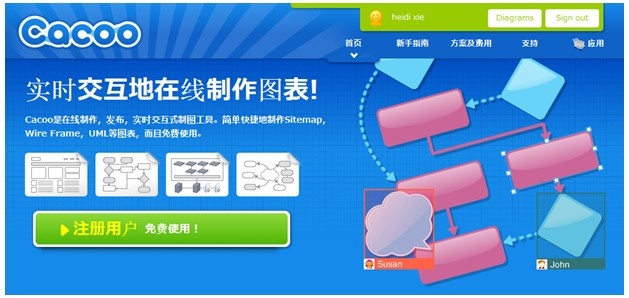 Cacoo
heidi xie
Diagrams
Sign out
首页
新手指南
方案及费用
支持
应用
实时交互地在线制作图表!
Cacoo是在线制作，发布，实时交互式制图工具。简单快捷地制作Sitemap，
Wire Frame，UML等图表，而且免费使用。
注册用户 免费使用！
Susan
John